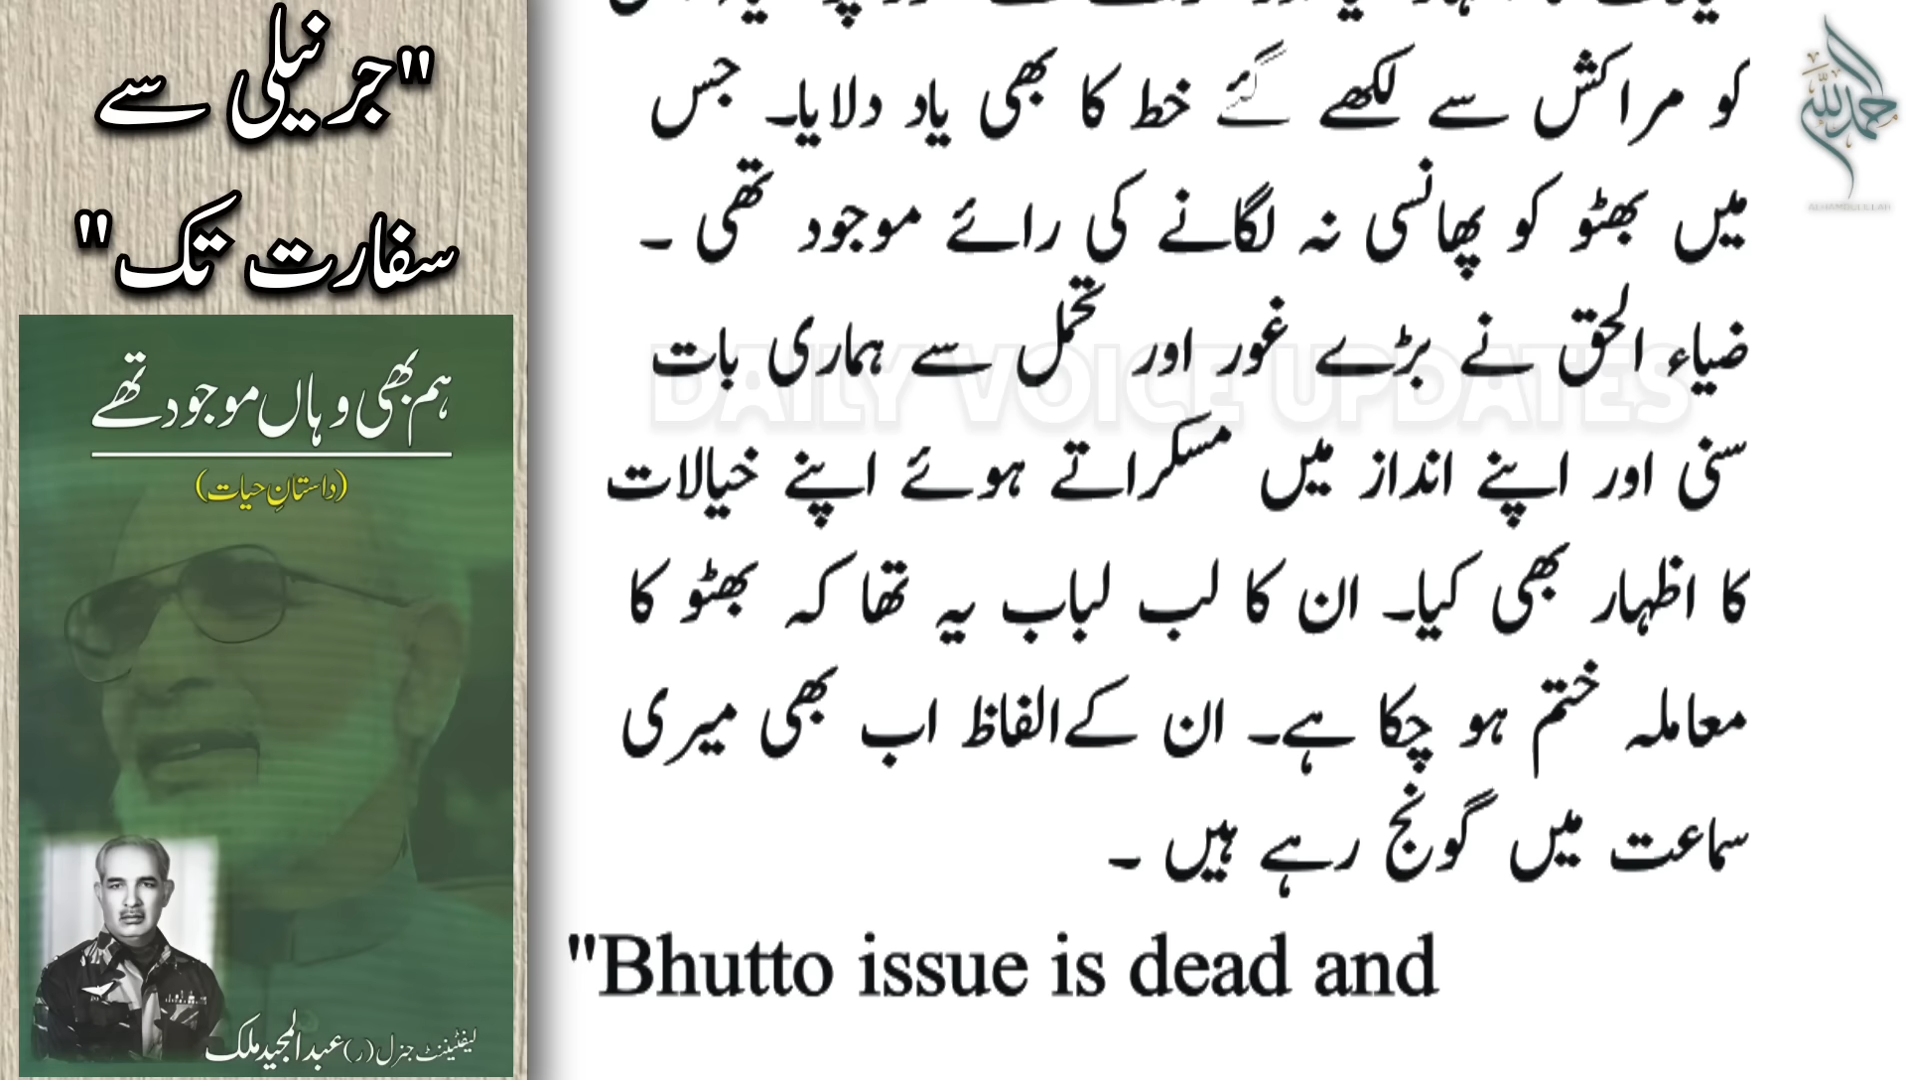 "جرنیلی سے
سفارت تک"
ہم بھی وہاں موجود تھے
(داستانِ حیات)
لیفٹیننٹ جنرل (ر) عبدالمجید ملک
کو مراکش سے لکھے گئے خط کا بھی یاد دلایا۔ جس
میں بھٹو کو پھانسی نہ لگانے کی رائے موجود تھی ۔
ضیاء الحق نے بڑے غور اور تحمل سے ہماری بات
سنی اور اپنے انداز میں مسکراتے ہوئے اپنے خیالات
کا اظہار بھی کیا۔ ان کا لب لباب یہ تھا کہ بھٹو کا
معاملہ ختم ہو چکا ہے۔ ان کے الفاظ اب بھی میری
سماعت میں گونج رہے ہیں ۔
"Bhutto issue is dead and
DAILY VOICE UPDATES
الحمدللہ
ALHAMDULILLAH